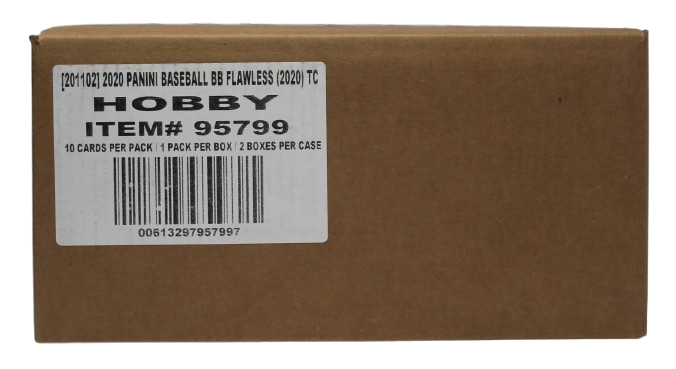 [201102] 2020 PANINI BASEBALL BB FLAWLESS (2020) TC
HOBBY
ITEM# 95799
10 CARDS PER PACK / 1 PACK PER BOX / 2 BOXES PER CASE
00613297957997